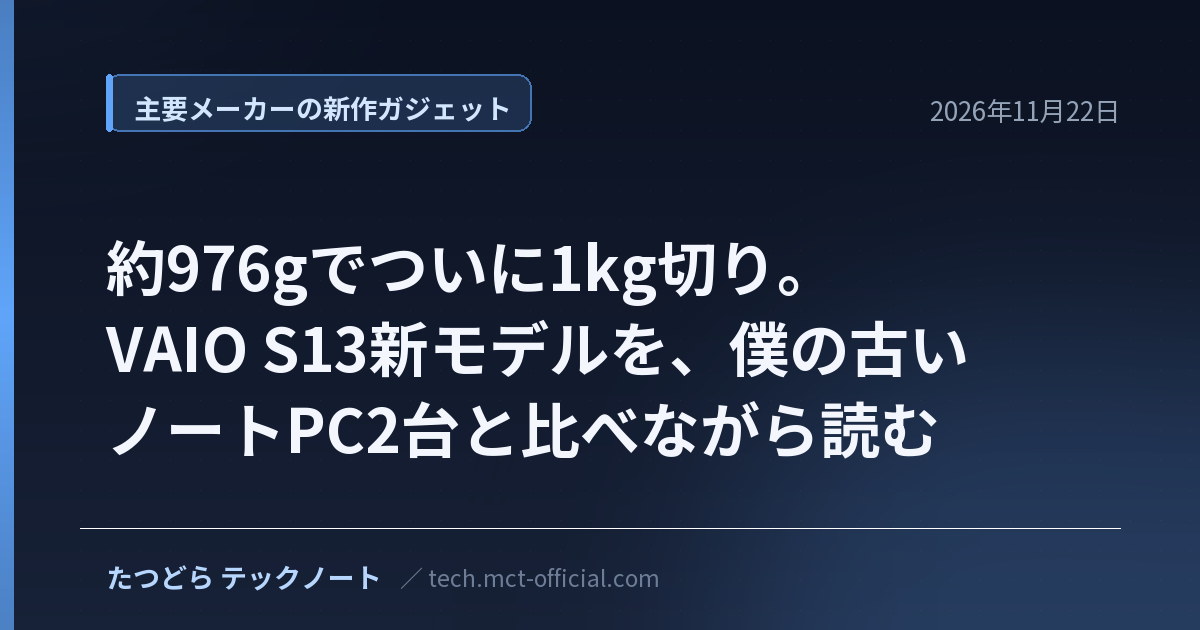 主要メーカーの新作ガジェット
2026年11月22日
約976gでついに1kg切り。
VAIO S13新モデルを、僕の古い
ノートPC2台と比べながら読む
たつどら テックノート ／ tech.mct-official.com